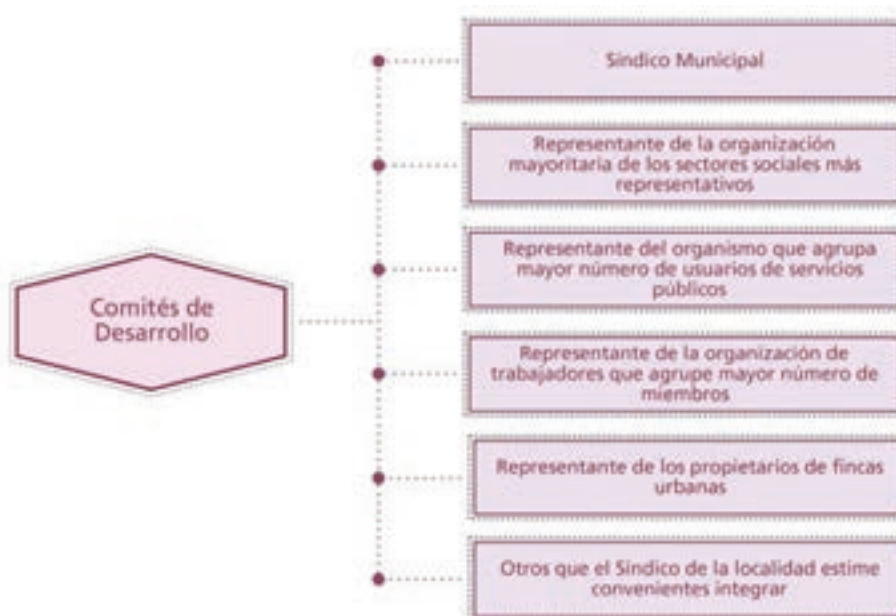 Síndico Municipal
Representante de la organización
mayoritaria de los sectores sociales más
representativos
Representante del organismo que agrupa
mayor número de usuarios de servicios
públicos
Comités de
Desarrollo
Representante de la organización de
trabajadores que agrupe mayor número de
miembros
Representante de los propietarios de fincas
urbanas
Otros que el Síndico de la localidad estime
convenientes integrar